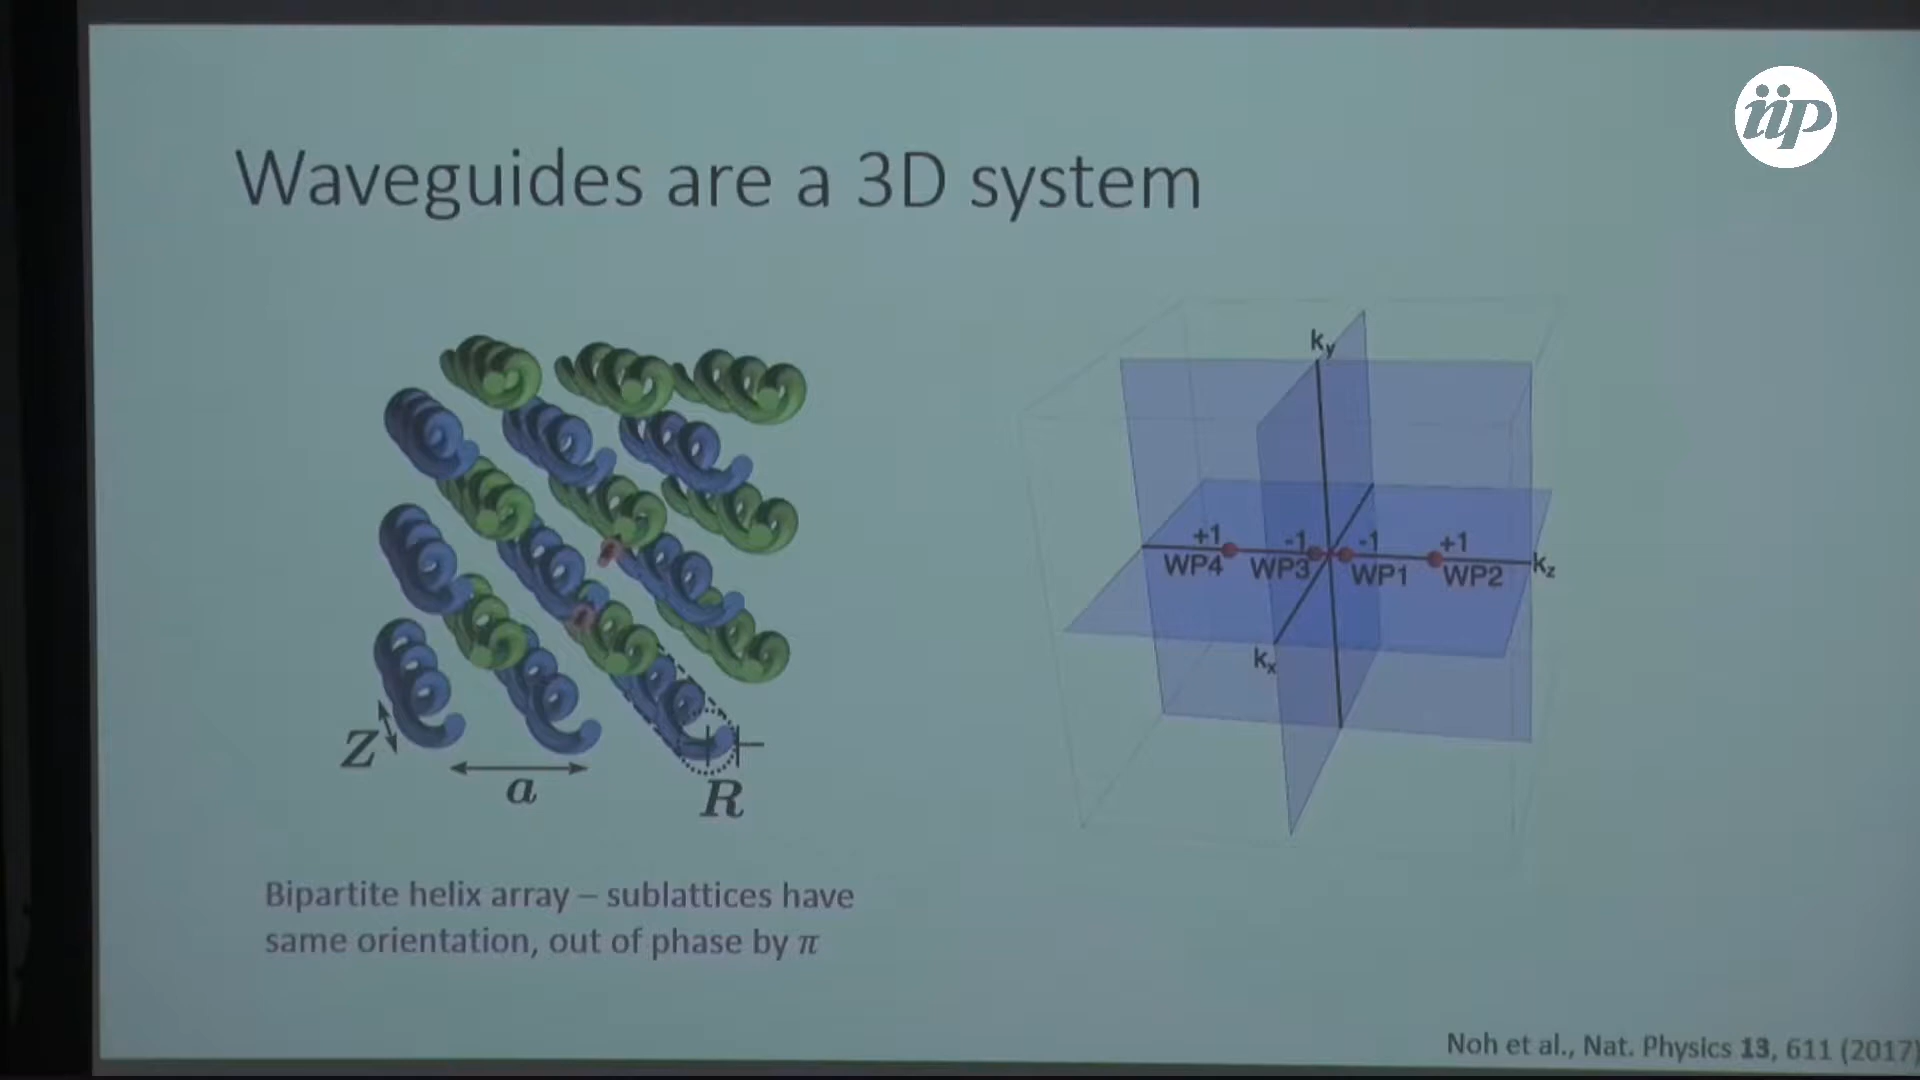 iip
Waveguides are a 3D system
k_y
+1
-1
-1
+1
WP4
WP3
WP1
WP2
k_z
k_x
Z
a
R
Bipartite helix array – sublattices have
same orientation, out of phase by π
Noh et al., Nat. Physics 13, 611 (2017)